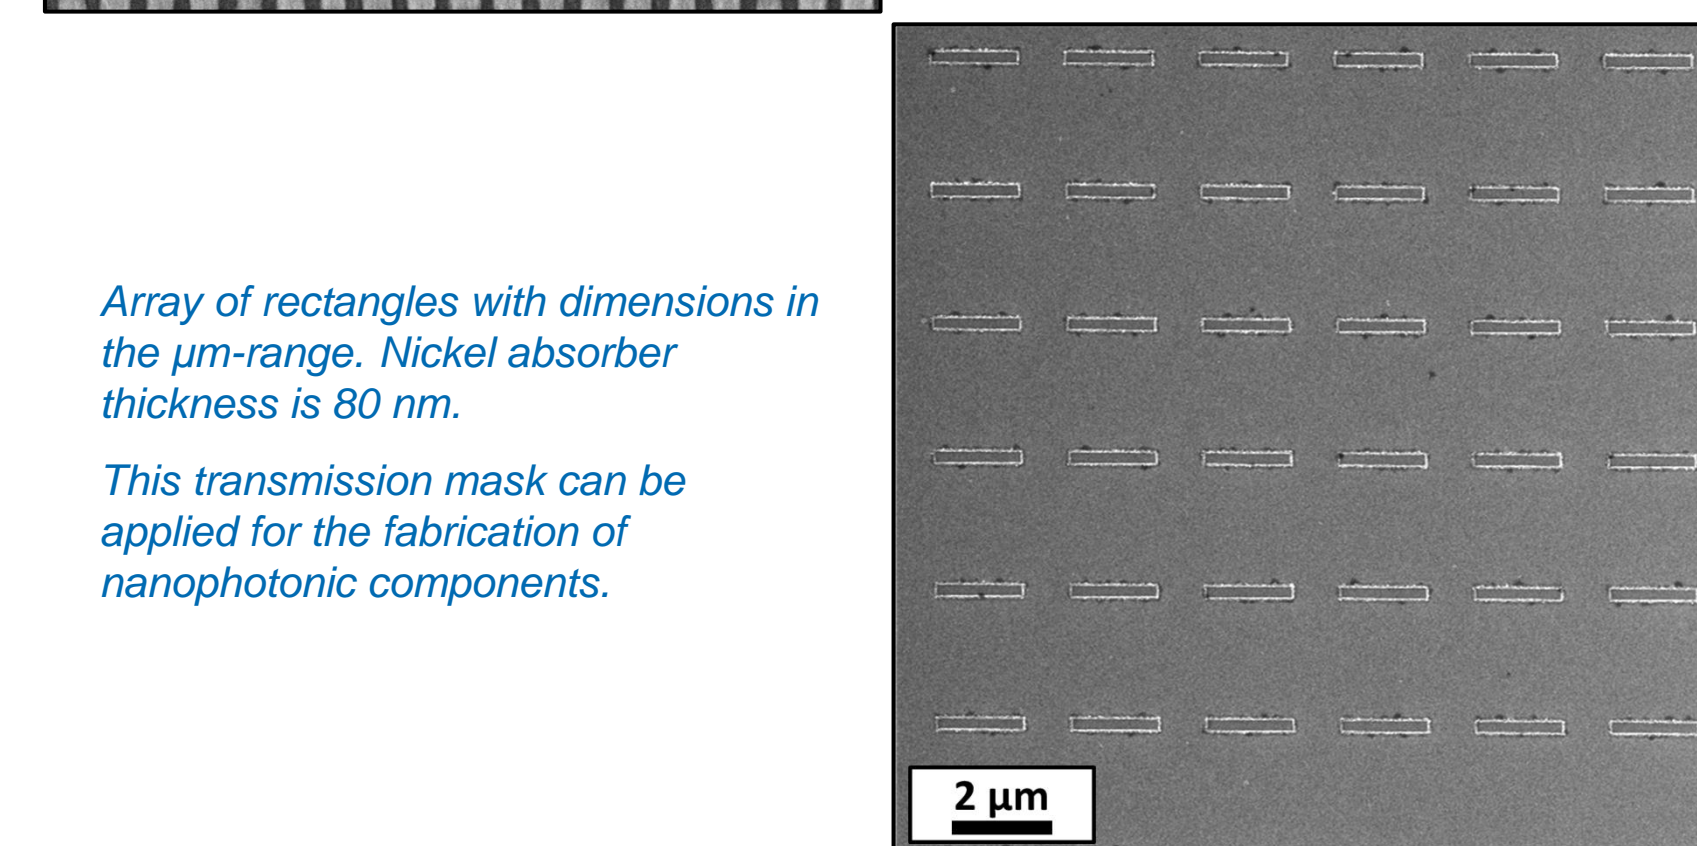 Array of rectangles with dimensions in
the µm-range. Nickel absorber
thickness is 80 nm.
This transmission mask can be
applied for the fabrication of
nanophotonic components.
2 µm